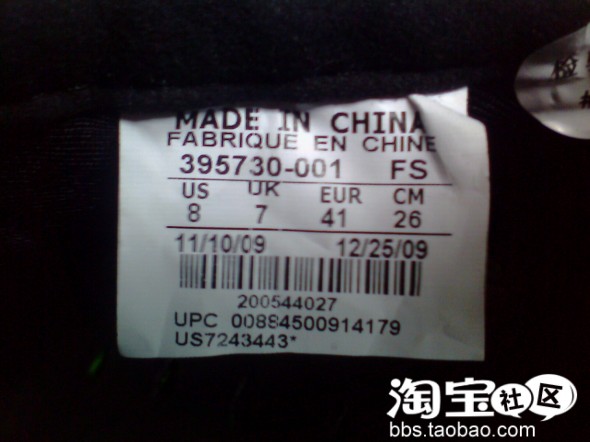 MADE IN CHINA
FABRIQUE EN CHINE
395730-001 FS
US UK EUR CM
8 7 41 26
11/10/09 12/25/09
200544027
UPC 00884500914179
US7243443*
淘宝社区
bbs.taobao.com